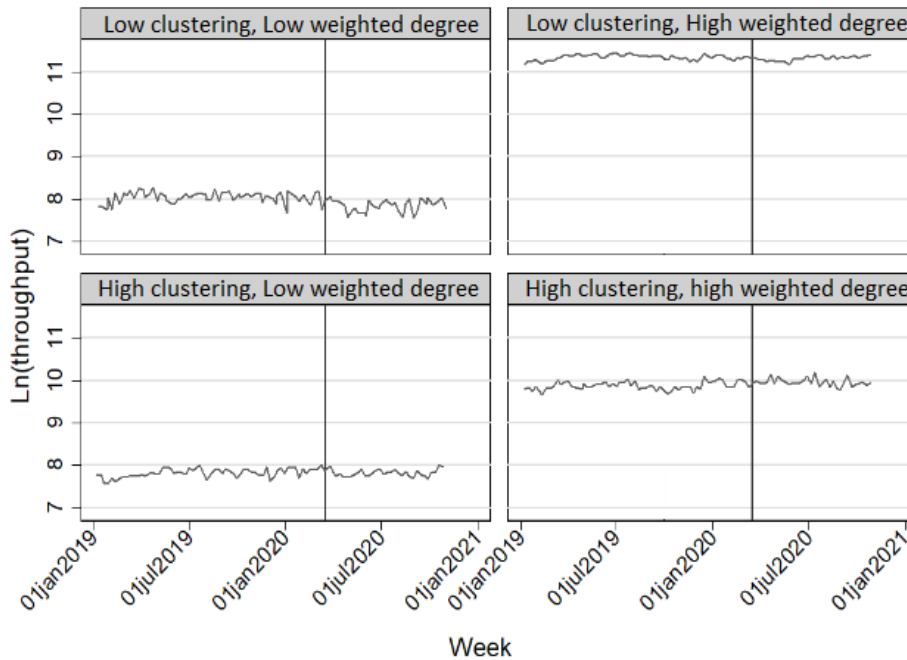 Low clustering, Low weighted degree
Low clustering, High weighted degree
11
10
9
8
7
High clustering, Low weighted degree
High clustering, high weighted degree
11
10
9
8
7
Ln(throughput)
01jan2019
01jul2019
01jan2020
01jul2020
01jan2021
01jan2019
01jul2019
01jan2020
01jul2020
01jan2021
Week